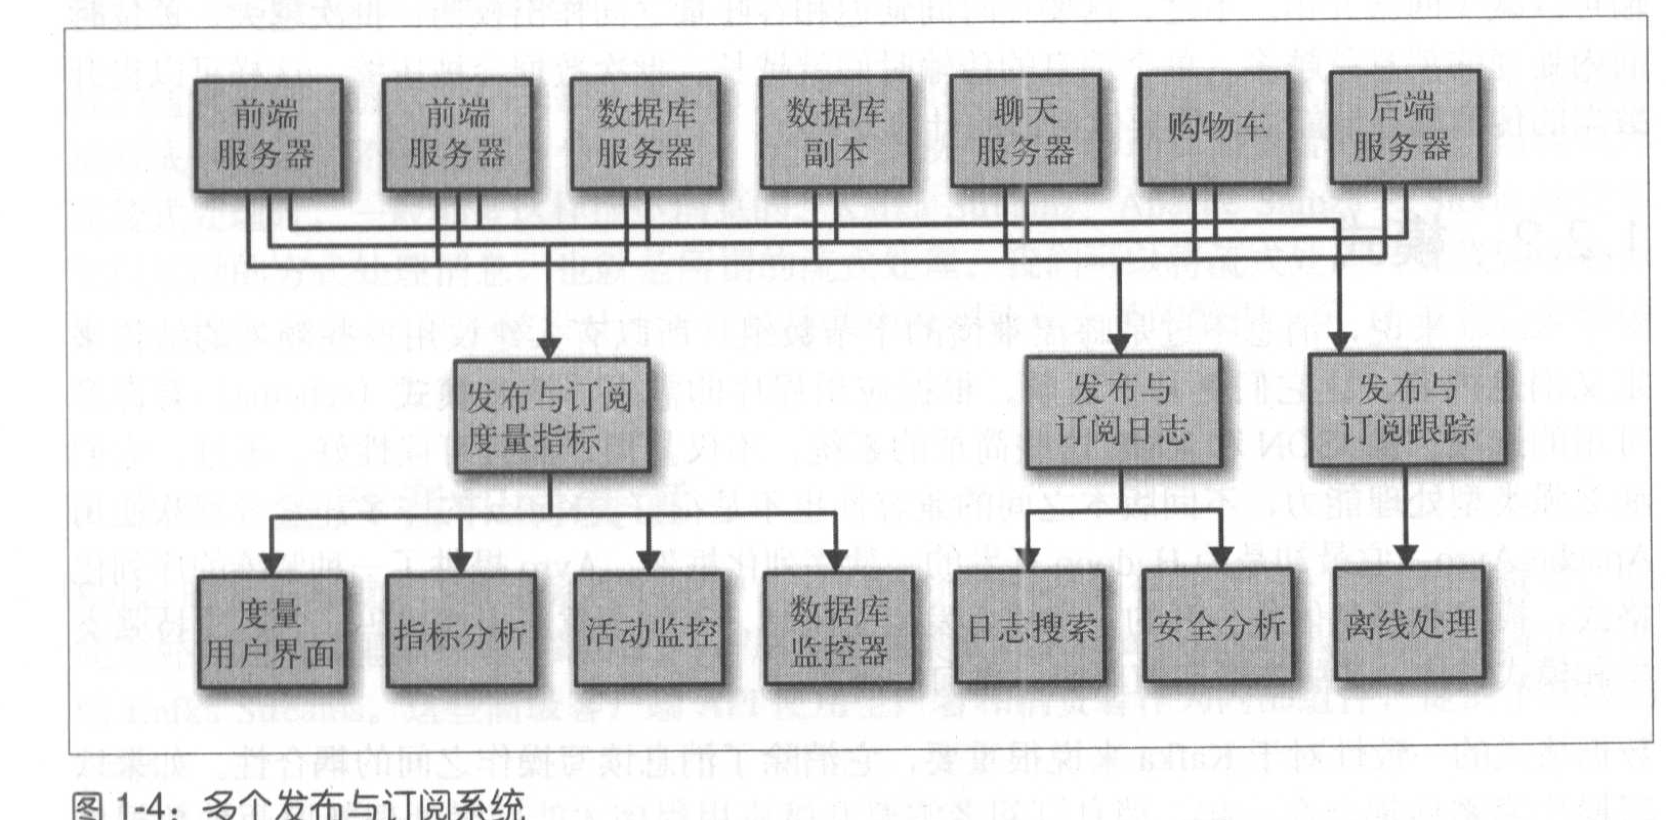 前端
服务器
前端
服务器
数据库
服务器
数据库
副本
聊天
服务器
购物车
后端
服务器
发布与订阅
度量指标
发布与
订阅日志
发布与
订阅跟踪
度量
用户界面
指标分析
活动监控
数据库
监控器
日志搜索
安全分析
离线处理
图 1-4：多个发布与订阅系统